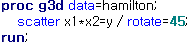 proc g3d data=hamilton;
scatter x1*x2=y / rotate=45;
run;